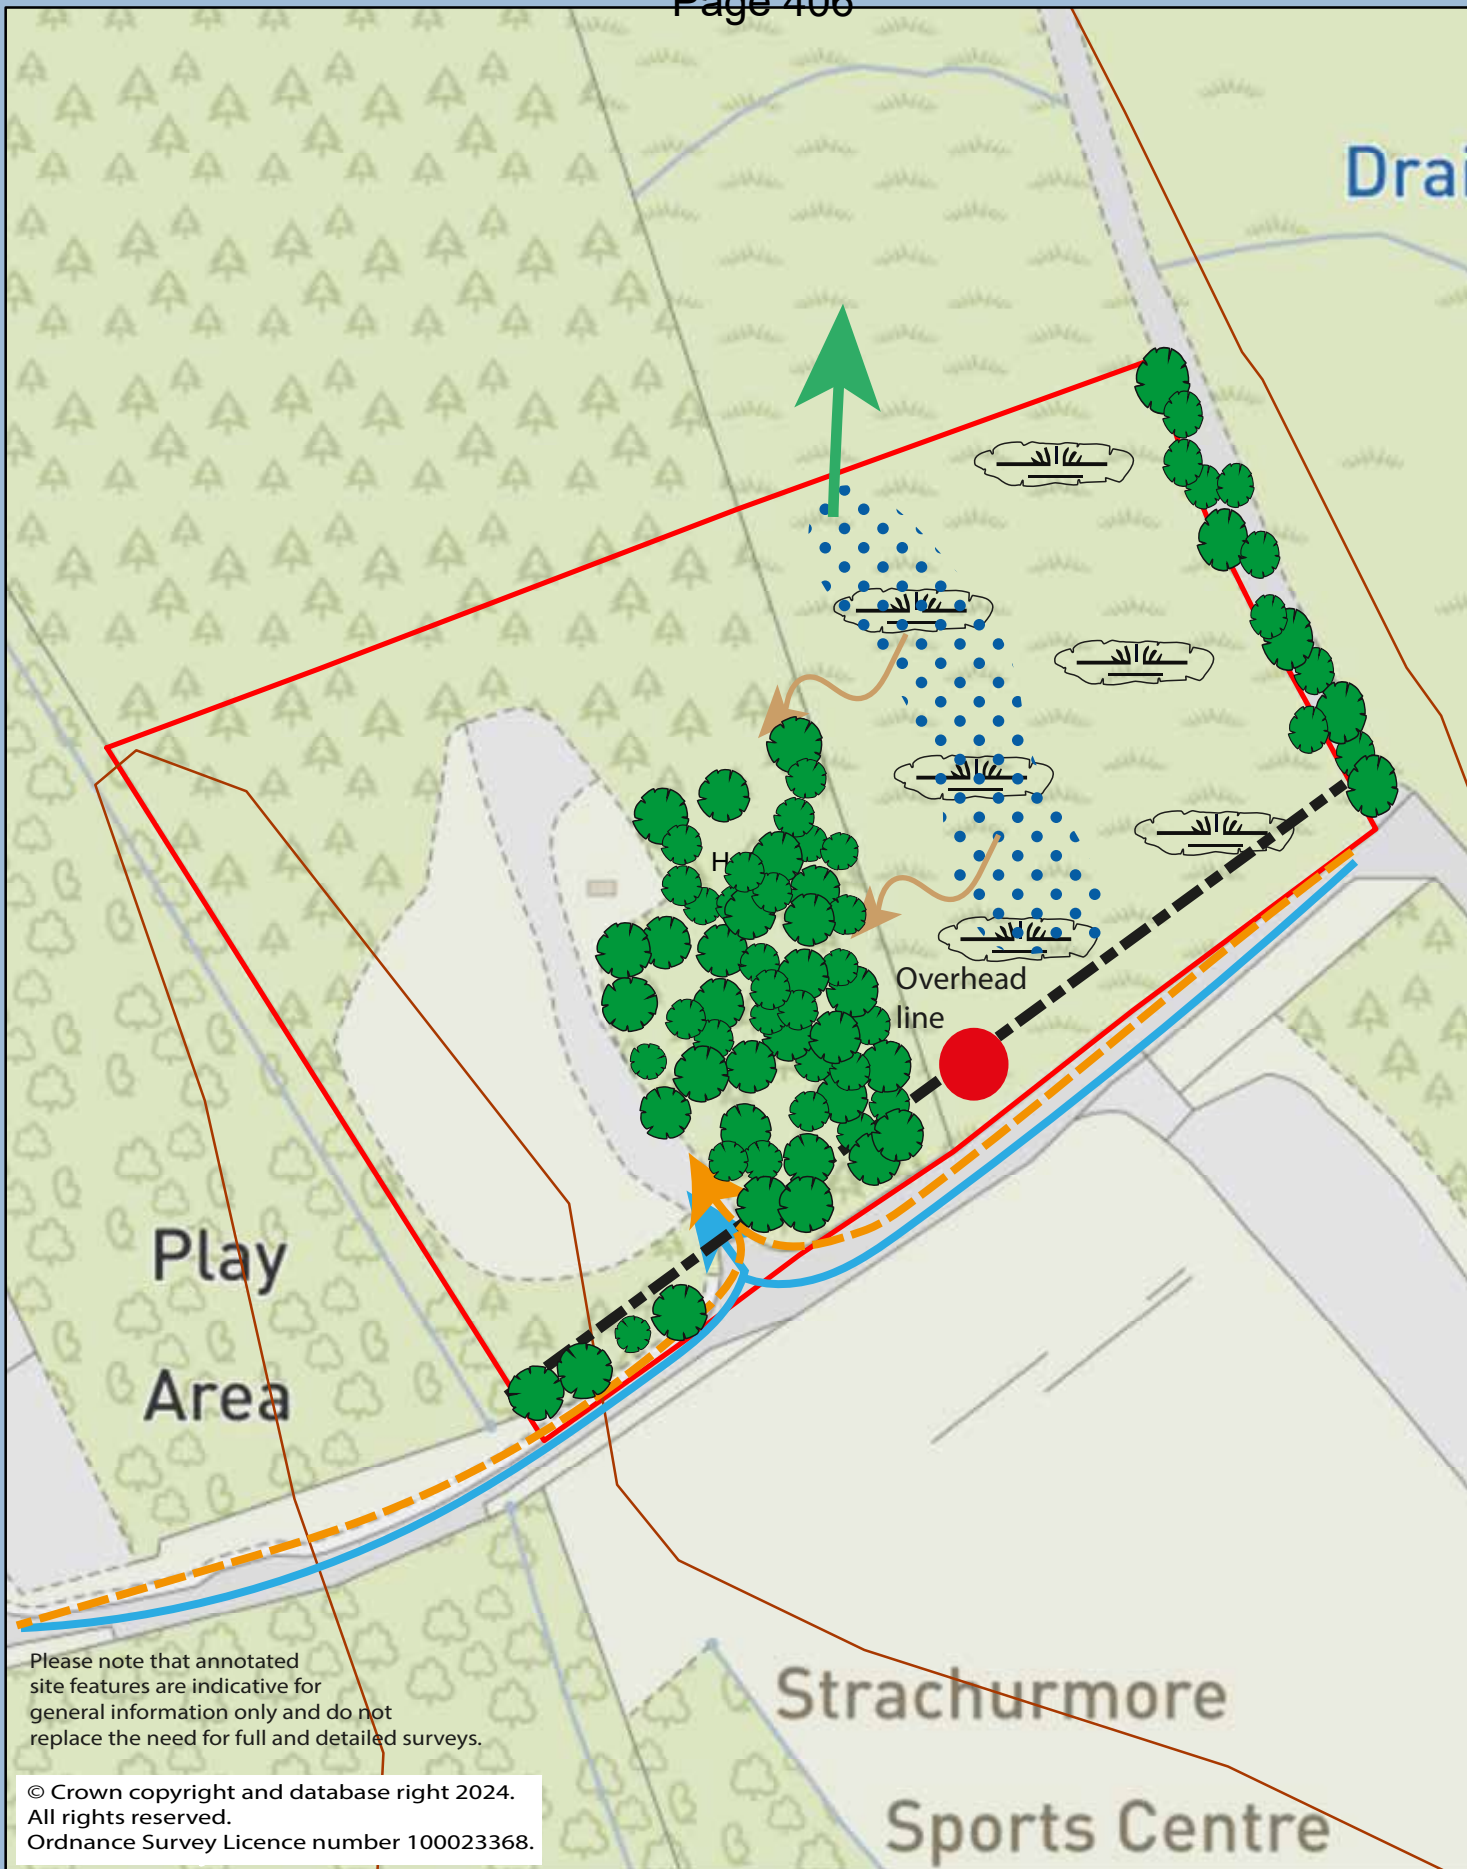 Page 406
Drai
H
Overhead
line
Play
Area
Please note that annotated
site features are indicative for
general information only and do not
replace the need for full and detailed surveys.
Strachurmore
Sports Centre
© Crown copyright and database right 2024.
All rights reserved.
Ordnance Survey Licence number 100023368.